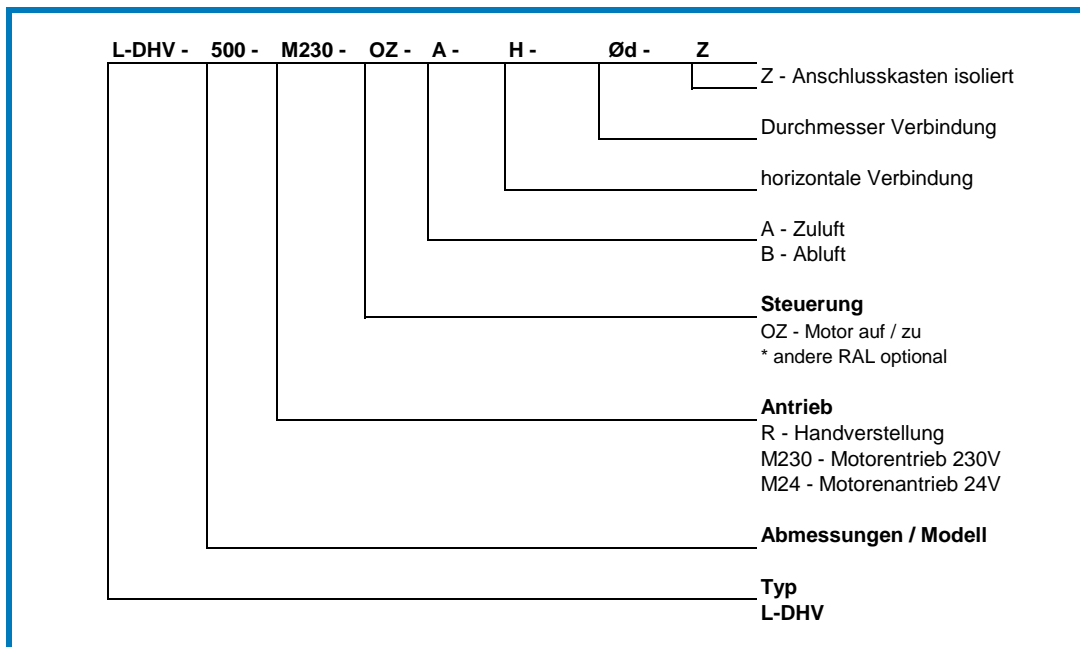 L-DHV - 500 - M230 - OZ - A - H - Ød - Z
Z - Anschlusskasten isoliert
Durchmesser Verbindung
horizontale Verbindung
A - Zuluft
B - Abluft
Steuerung
OZ - Motor auf / zu
* andere RAL optional
Antrieb
R - Handverstellung
M230 - Motorentrieb 230V
M24 - Motorenantrieb 24V
Abmessungen / Modell
Typ
L-DHV